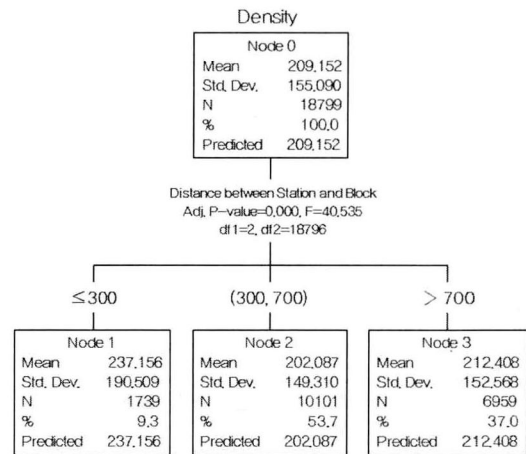 Density
Node 0
Mean 209.152
Std. Dev. 155.090
N 18799
% 100.0
Predicted 209.152
Distance between Station and Block
Adj. P-value=0.000, F=40.535
df1=2, df2=18796
≤300
(300, 700)
> 700
Node 1
Mean 237.156
Std. Dev. 190.509
N 1739
% 9.3
Predicted 237.156
Node 2
Mean 202.087
Std. Dev. 149.310
N 10101
% 53.7
Predicted 202.087
Node 3
Mean 212.408
Std. Dev. 152.568
N 6959
% 37.0
Predicted 212.408